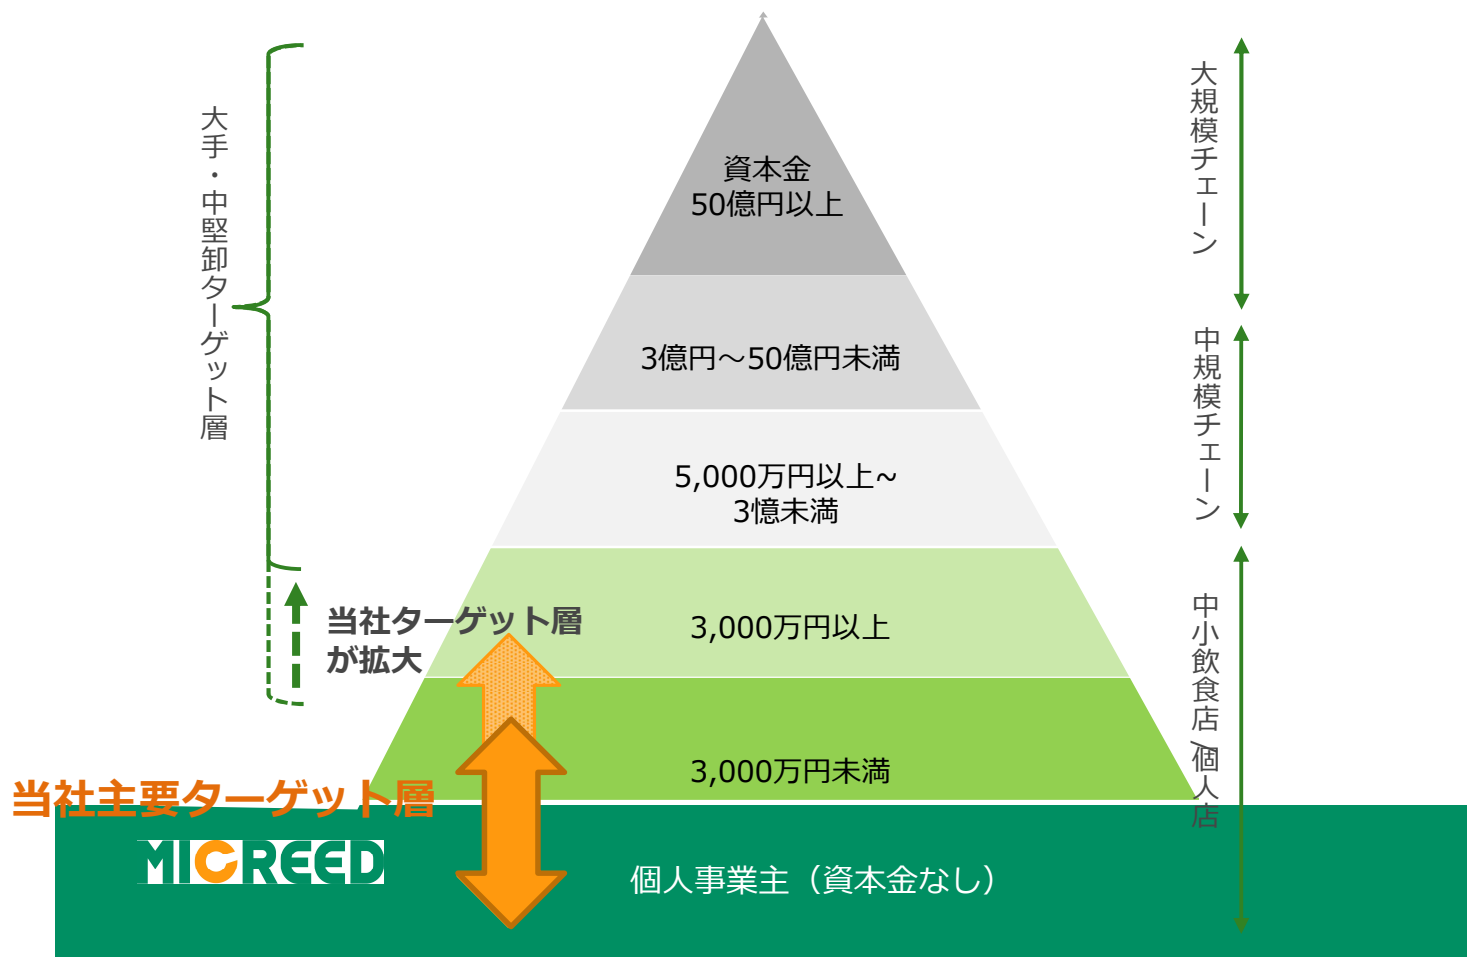 大手・中堅卸ターゲット層
大規模チェーン
資本金
50億円以上
中規模チェーン
3億円～50億円未満
5,000万円以上~
3憶未満
中小飲食店/個人店
当社ターゲット層
が拡大
3,000万円以上
3,000万円未満
当社主要ターゲット層
MICREED
個人事業主（資本金なし）